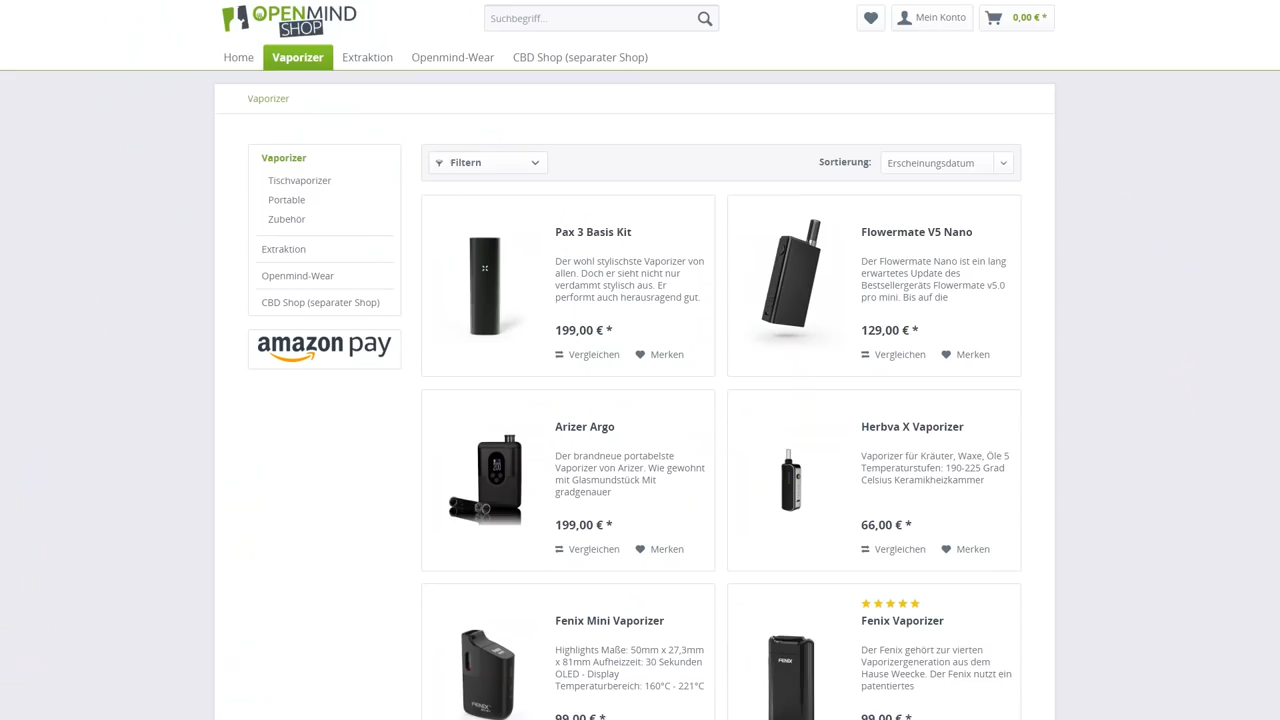 OPENMIND
SHOP
Suchbegriff...
Mein Konto
0,00 € *
Home
Vaporizer
Extraktion
Openmind-Wear
CBD Shop (separater Shop)
Vaporizer
Vaporizer
Tischvaporizer
Portable
Zubehör
Extraktion
Openmind-Wear
CBD Shop (separater Shop)
amazon pay
Filtern
Sortierung:
Erscheinungsdatum
Pax 3 Basis Kit
Der wohl stylischste Vaporizer von
allen. Doch er sieht nicht nur
verdammt stylisch aus. Er
performt auch herausragend gut.
199,00 € *
Vergleichen
Merken
Flowermate V5 Nano
Der Flowermate Nano ist ein lang
erwartetes Update des
Bestsellergeräts Flowermate v5.0
pro mini. Bis auf die
129,00 € *
Vergleichen
Merken
Arizer Argo
Der brandneue portabelste
Vaporizer von Arizer. Wie gewohnt
mit Glasmundstück Mit
gradgenauer
199,00 € *
Vergleichen
Merken
Herbva X Vaporizer
Vaporizer für Kräuter, Waxe, Öle 5
Temperaturstufen: 190-225 Grad
Celsius Keramikheizkammer
66,00 € *
Vergleichen
Merken
Fenix Mini Vaporizer
Highlights Maße: 50mm x 27,3mm
x 81mm Aufheizzeit: 30 Sekunden
OLED - Display
Temperaturbereich: 160°C - 221°C
99,00 € *
FENIX
Fenix Vaporizer
Der Fenix gehört zur vierten
Vaporizergeneration aus dem
Hause Weecke. Der Fenix nutzt ein
patentiertes
99,00 € *
FENIX